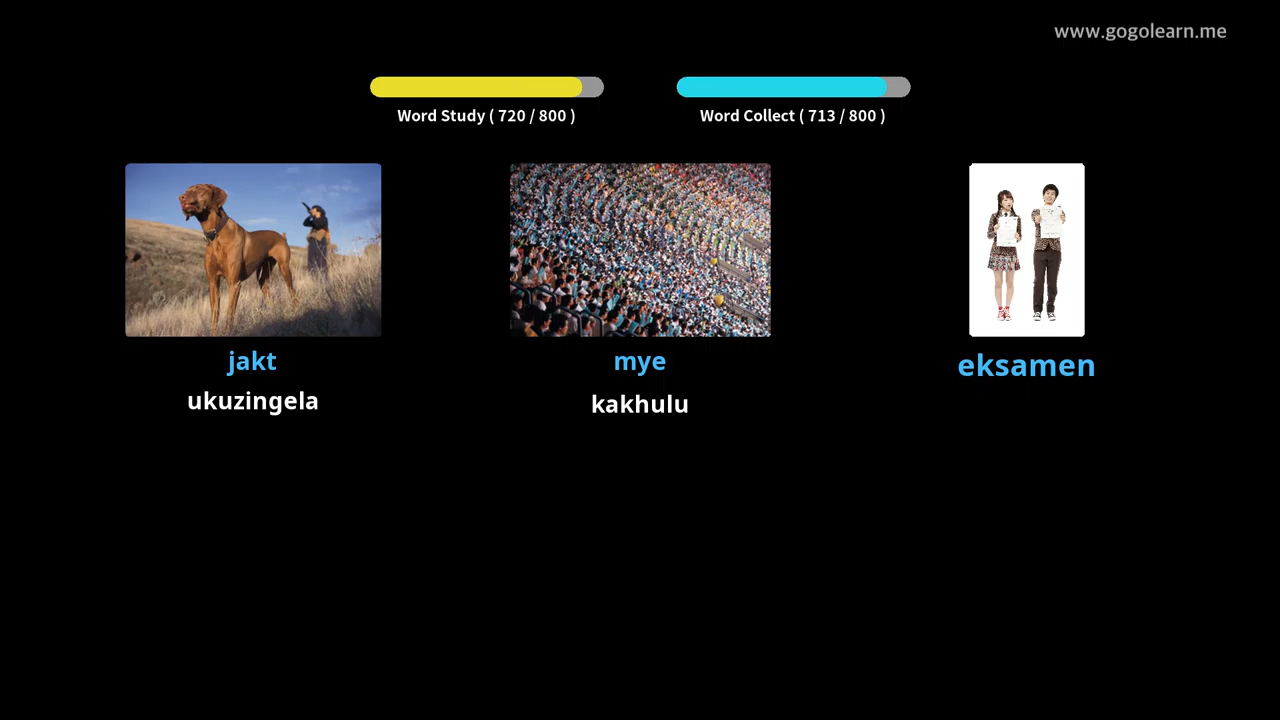 www.gogolearn.me
Word Study ( 720 / 800 )
Word Collect ( 713 / 800 )
jakt
mye
eksamen
ukuzingela
kakhulu